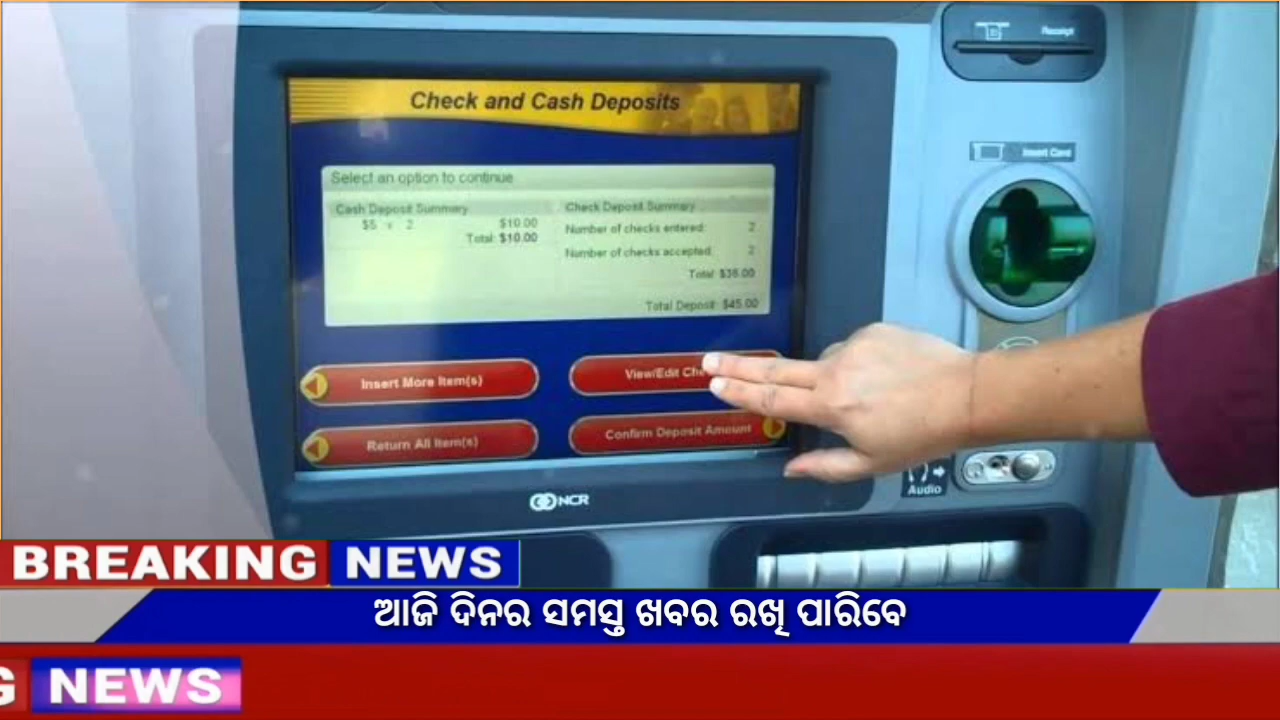 Receipt
Check and Cash Deposits
Insert Card
Select an option to continue
Cash Deposit Summary
$5 x 2 $10.00
Total: $10.00
Check Deposit Summary
Number of checks entered: 2
Number of checks accepted: 2
Total: $36.00
Total Deposit: $45.00
Insert More Item(s)
View/Edit
Return All Item(s)
Confirm Deposit Amount
NCR
Audio
BREAKING NEWS
ଆଜି ଦିନର ସମସ୍ତ ଖବର ରଖି ପାରିବେ
G NEWS